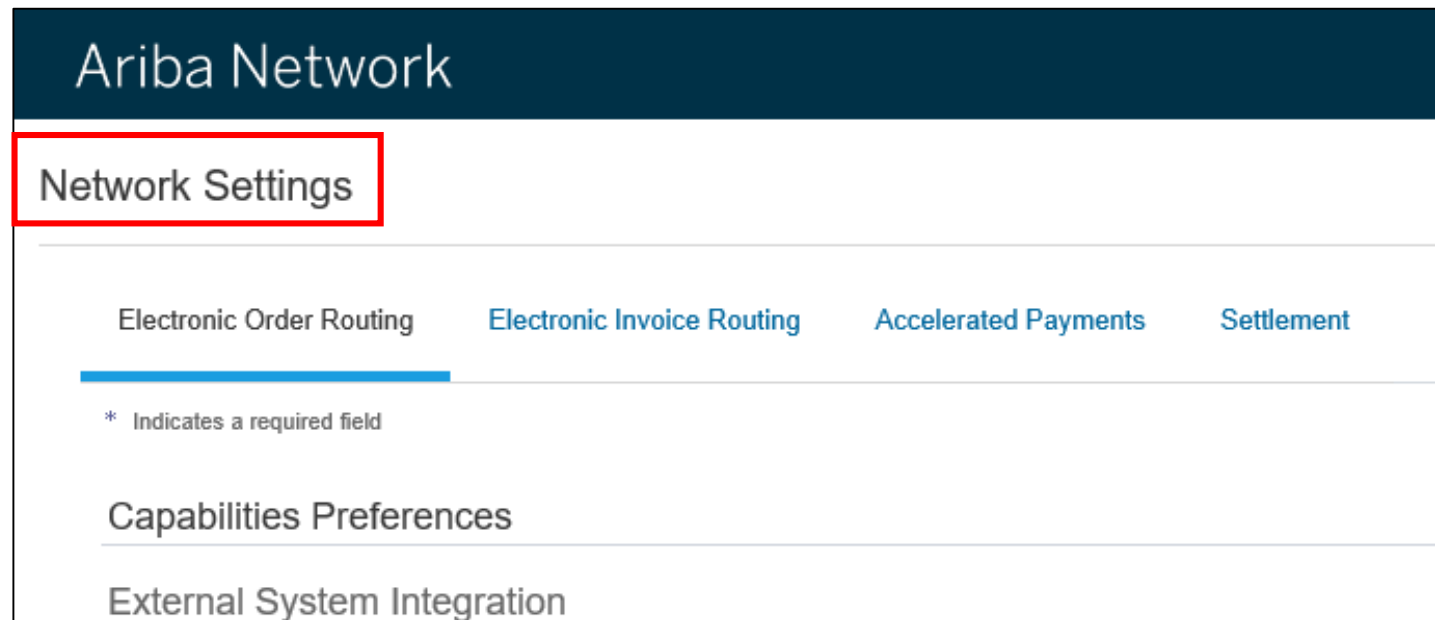 Ariba Network
Network Settings
Electronic Order Routing Electronic Invoice Routing Accelerated Payments Settlement
* Indicates a required field
Capabilities Preferences
External System Integration